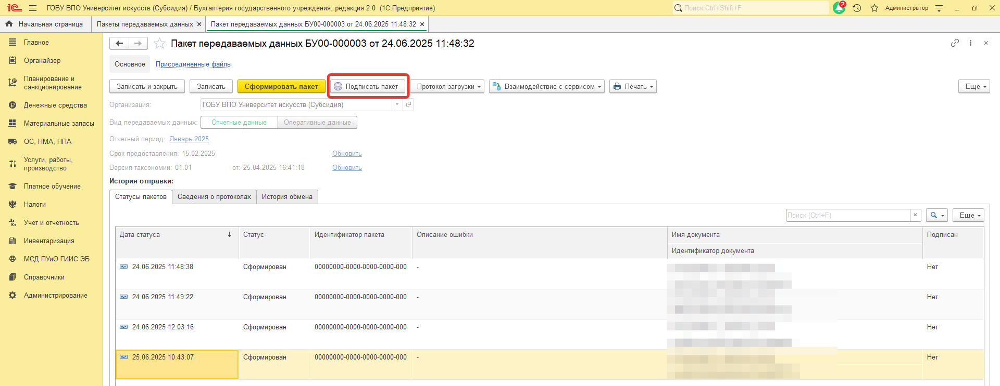 1С ГОБУ ВПО Университет искусств (Субсидия) / Бухгалтерия государственного учреждения, редакция 2.0 (1С:Предприятие) Поиск Ctrl+Shift+F 2 Администратор
Начальная страница Пакеты передаваемых данных × Пакет передаваемых данных БУ00-000003 от 24.06.2025 11:48:32 ×
Главное
Органайзер
Планирование и
санкционирование
Денежные средства
Материальные запасы
ОС, НМА, НПА
Услуги, работы,
производство
Платное обучение
Налоги
Учет и отчетность
Инвентаризация
МСД ПУиО ГИИС ЭБ
Справочники
Администрирование
Пакет передаваемых данных БУ00-000003 от 24.06.2025 11:48:32
Основное Присоединенные файлы
Записать и закрыть Записать Сформировать пакет Подписать пакет Протокол загрузки Взаимодействие с сервисом Печать Еще
Организация: ГОБУ ВПО Университет искусств (Субсидия)
Вид передаваемых данных: Отчетные данные Оперативные данные
Отчетный период: Январь 2025
Срок предоставления: 15.02.2025 Обновить
Версия таксономии: 01.01 от: 25.04.2025 16:41:18 Обновить
История отправки:
Статусы пакетов Сведения о протоколах История обмена
Поиск (Ctrl+F) × Еще
Дата статуса ↓ Статус Идентификатор пакета Описание ошибки Имя документа Подписан
Идентификатор документа
24.06.2025 11:48:38 Сформирован 00000000-0000-0000-0000-000 - Нет
24.06.2025 11:49:22 Сформирован 00000000-0000-0000-0000-000 - Нет
24.06.2025 12:03:16 Сформирован 00000000-0000-0000-0000-000 - Нет
25.06.2025 10:43:07 Сформирован 00000000-0000-0000-0000-000 - Нет